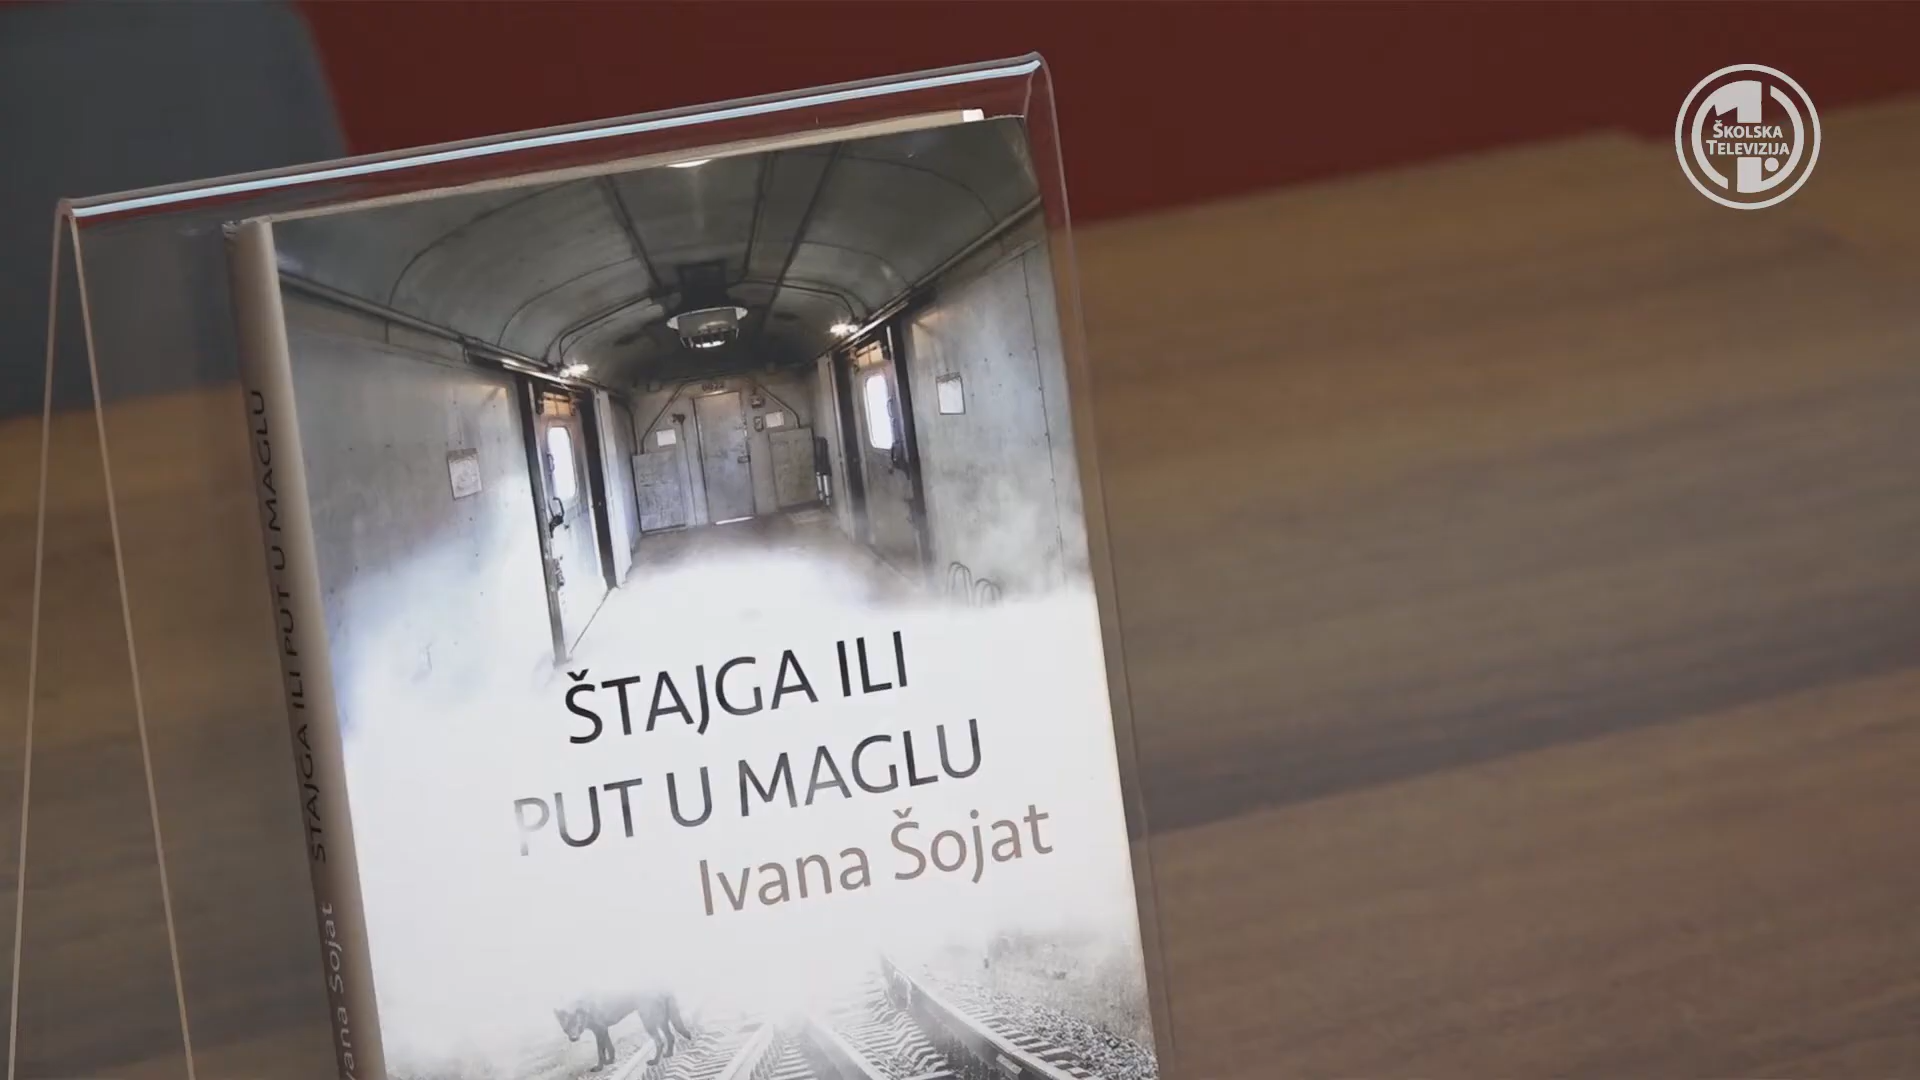 ŠKOLSKA
TELEVIZIJA
ŠTAJGA ILI PUT U MAGLU
Ivana Šojat
ŠTAJGA ILI
PUT U MAGLU
Ivana Šojat